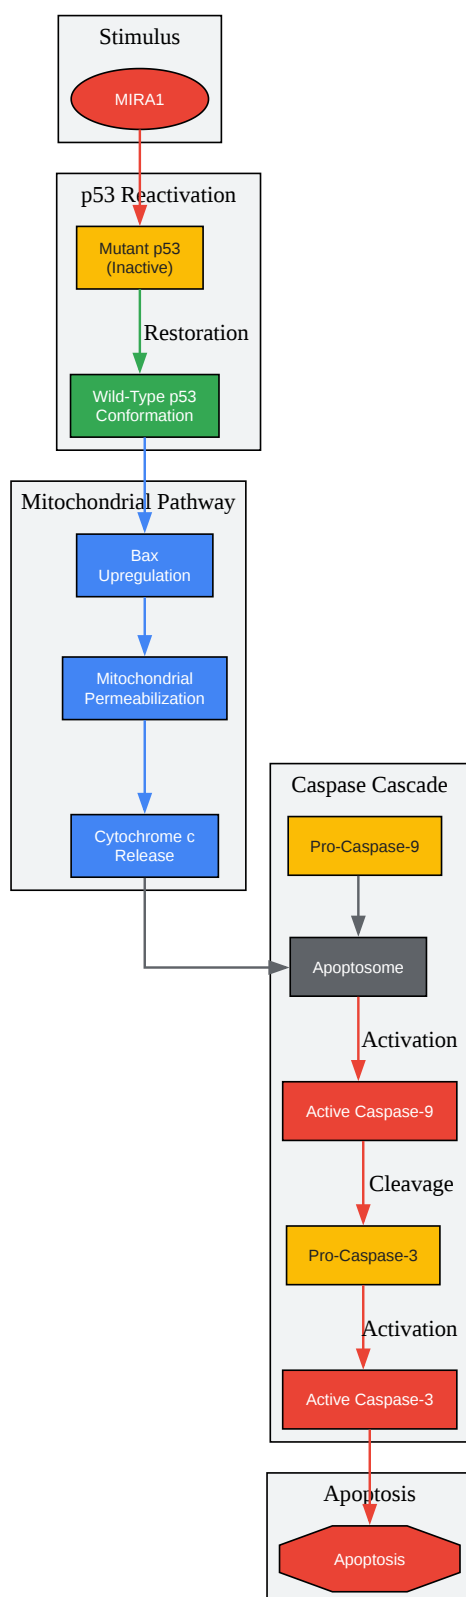 Stimulus
MIRA1
p53 Reactivation
Mutant p53
(Inactive)
Restoration
Wild-Type p53
Conformation
Mitochondrial Pathway
Bax
Upregulation
Mitochondrial
Permeabilization
Cytochrome c
Release
Caspase Cascade
Pro-Caspase-9
Apoptosome
Activation
Active Caspase-9
Cleavage
Pro-Caspase-3
Activation
Active Caspase-3
Apoptosis
Apoptosis